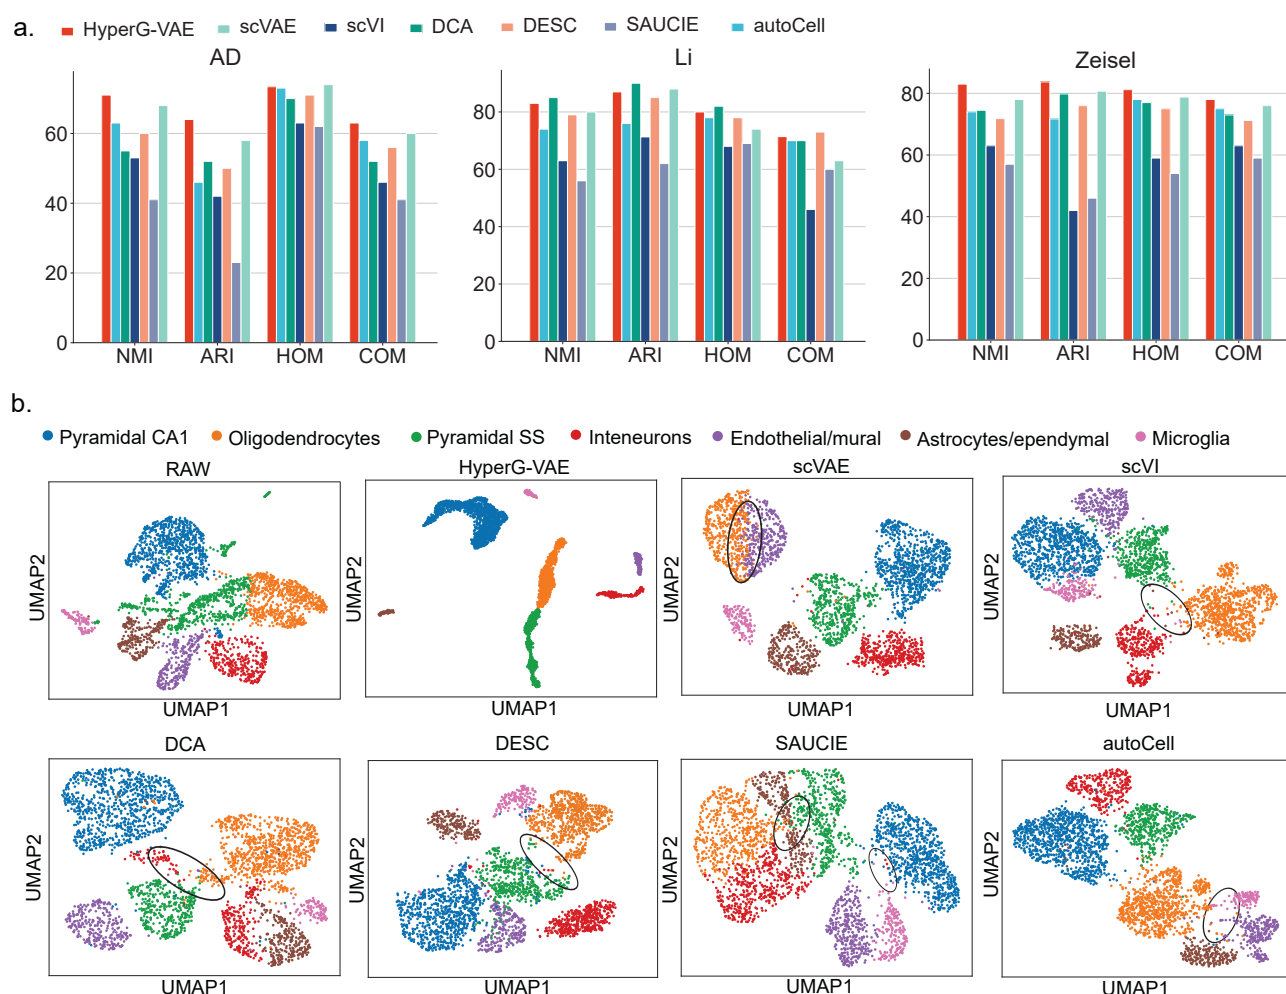 a.
HyperG-VAE scVAE scVI DCA DESC SAUCIE autoCell
AD Li Zeisel
60
40
20
0
NMI ARI HOM COM
80
60
40
20
0
NMI ARI HOM COM
80
60
40
20
0
NMI ARI HOM COM
b.
Pyramidal CA1 Oligodendrocytes Pyramidal SS Inteneurons Endothelial/mural Astrocytes/ependymal Microglia
RAW HyperG-VAE scVAE scVI
UMAP2 UMAP2 UMAP2 UMAP2
UMAP1 UMAP1 UMAP1 UMAP1
DCA DESC SAUCIE autoCell
UMAP2 UMAP2 UMAP2 UMAP2
UMAP1 UMAP1 UMAP1 UMAP1